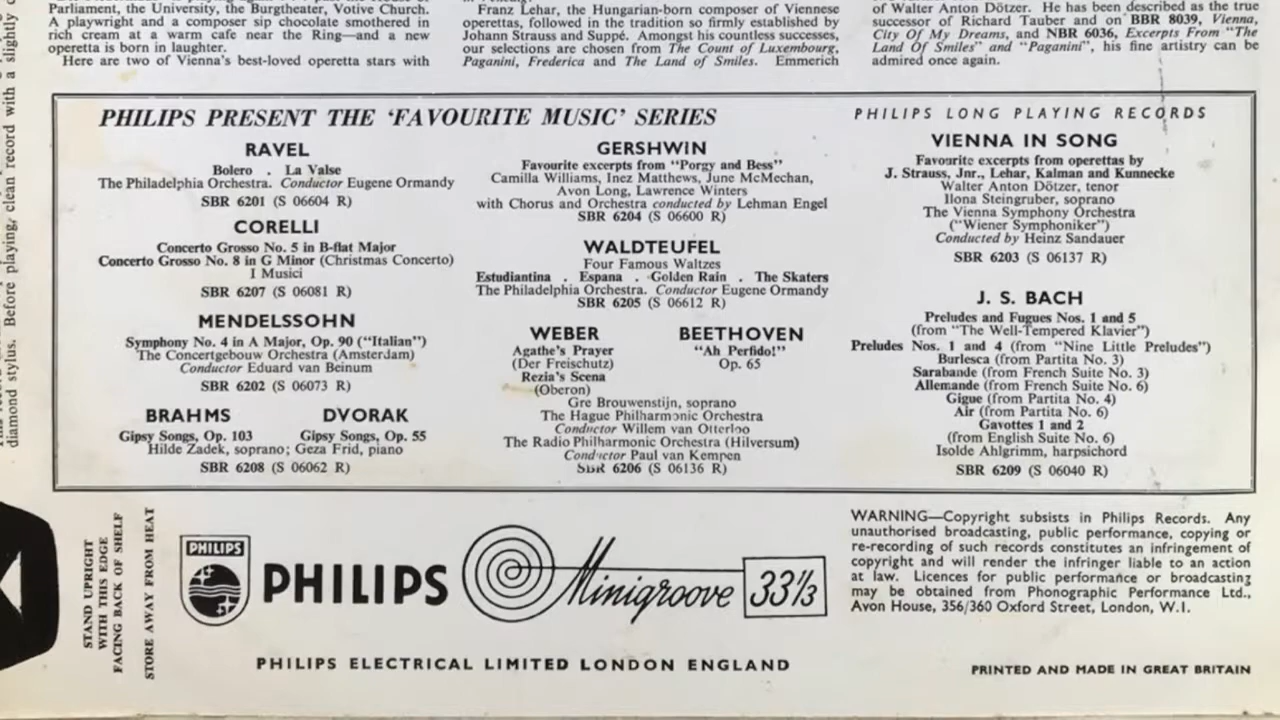 Parliament, the University, the Burgtheater, Votive Church.
A playwright and a composer sip chocolate smothered in
rich cream at a warm cafe near the Ring—and a new
operetta is born in laughter.
Here are two of Vienna's best-loved operetta stars with
Franz Lehar, the Hungarian-born composer of Viennese
operettas, followed in the tradition so firmly established by
Johann Strauss and Suppé. Amongst his countless successes,
our selections are chosen from The Count of Luxembourg,
Paganini, Frederica and The Land of Smiles. Emmerich
of Walter Anton Dötzer. He has been described as the true
successor of Richard Tauber and on BBR 8039, Vienna,
City Of My Dreams, and NBR 6036, Excerpts From "The
Land Of Smiles" and "Paganini", his fine artistry can be
admired once again.
diamond stylus. Before playing, clean record with a slightly
PHILIPS PRESENT THE 'FAVOURITE MUSIC' SERIES
RAVEL
Bolero . La Valse
The Philadelphia Orchestra. Conductor Eugene Ormandy
SBR 6201 (S 06604 R)
CORELLI
Concerto Grosso No. 5 in B-flat Major
Concerto Grosso No. 8 in G Minor (Christmas Concerto)
I Musici
SBR 6207 (S 06081 R)
MENDELSSOHN
Symphony No. 4 in A Major, Op. 90 ("Italian")
The Concertgebouw Orchestra (Amsterdam)
Conductor Eduard van Beinum
SBR 6202 (S 06073 R)
BRAHMS DVORAK
Gipsy Songs, Op. 103 Gipsy Songs, Op. 55
Hilde Zadek, soprano; Geza Frid, piano
SBR 6208 (S 06062 R)
GERSHWIN
Favourite excerpts from "Porgy and Bess"
Camilla Williams, Inez Matthews, June McMechan,
Avon Long, Lawrence Winters
with Chorus and Orchestra conducted by Lehman Engel
SBR 6204 (S 06600 R)
WALDTEUFEL
Four Famous Waltzes
Estudiantina . Espana . Golden Rain . The Skaters
The Philadelphia Orchestra. Conductor Eugene Ormandy
SBR 6205 (S 06612 R)
WEBER BEETHOVEN
Agathe's Prayer "Ah Perfido!"
(Der Freischutz) Op. 65
Rezia's Scena
(Oberon)
Gre Brouwenstijn, soprano
The Hague Philharmonic Orchestra
Conductor Willem van Otterloo
The Radio Philharmonic Orchestra (Hilversum)
Conductor Paul van Kempen
SBR 6206 (S 06136 R)
PHILIPS LONG PLAYING RECORDS
VIENNA IN SONG
Favourite excerpts from operettas by
J. Strauss, Jnr., Lehar, Kalman and Kunnecke
Walter Anton Dötzer, tenor
Ilona Steingruber, soprano
The Vienna Symphony Orchestra
("Wiener Symphoniker")
Conducted by Heinz Sandauer
SBR 6203 (S 06137 R)
J. S. BACH
Preludes and Fugues Nos. 1 and 5
(from "The Well-Tempered Klavier")
Preludes Nos. 1 and 4 (from "Nine Little Preludes")
Burlesca (from Partita No. 3)
Sarabande (from French Suite No. 3)
Allemande (from French Suite No. 6)
Gigue (from Partita No. 4)
Air (from Partita No. 6)
Gavottes 1 and 2
(from English Suite No. 6)
Isolde Ahlgrimm, harpsichord
SBR 6209 (S 06040 R)
STAND UPRIGHT
WITH THIS EDGE
FACING BACK OF SHELF
STORE AWAY FROM HEAT
PHILIPS
PHILIPS
Minigroove 33⅓
PHILIPS ELECTRICAL LIMITED LONDON ENGLAND
WARNING—Copyright subsists in Philips Records. Any
unauthorised broadcasting, public performance, copying or
re-recording of such records constitutes an infringement of
copyright and will render the infringer liable to an action
at law. Licences for public performance or broadcasting
may be obtained from Phonographic Performance Ltd.,
Avon House, 356/360 Oxford Street, London, W.I.
PRINTED AND MADE IN GREAT BRITAIN